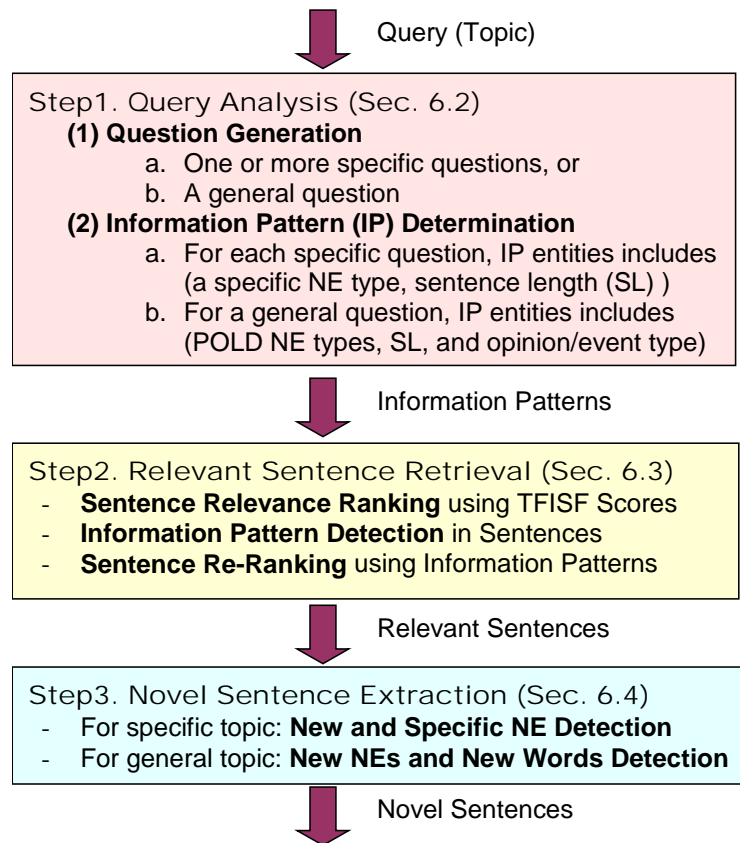 Query (Topic)
Step1. Query Analysis (Sec. 6.2)
(1) Question Generation
a. One or more specific questions, or
b. A general question
(2) Information Pattern (IP) Determination
a. For each specific question, IP entities includes
(a specific NE type, sentence length (SL) )
b. For a general question, IP entities includes
(POLD NE types, SL, and opinion/event type)
Information Patterns
Step2. Relevant Sentence Retrieval (Sec. 6.3)
- Sentence Relevance Ranking using TFISF Scores
- Information Pattern Detection in Sentences
- Sentence Re-Ranking using Information Patterns
Relevant Sentences
Step3. Novel Sentence Extraction (Sec. 6.4)
- For specific topic: New and Specific NE Detection
- For general topic: New NEs and New Words Detection
Novel Sentences